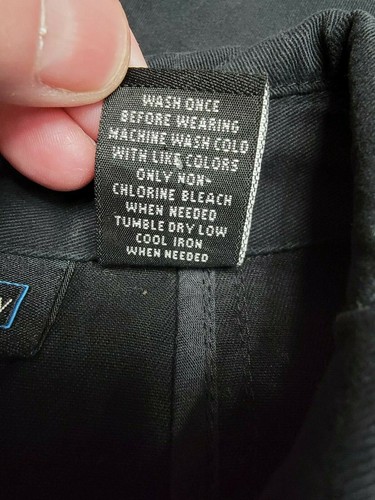 WASH ONCE
BEFORE WEARING
MACHINE WASH COLD
WITH LIKE COLORS
ONLY NON-
CHLORINE BLEACH
WHEN NEEDED
TUMBLE DRY LOW
COOL IRON
WHEN NEEDED